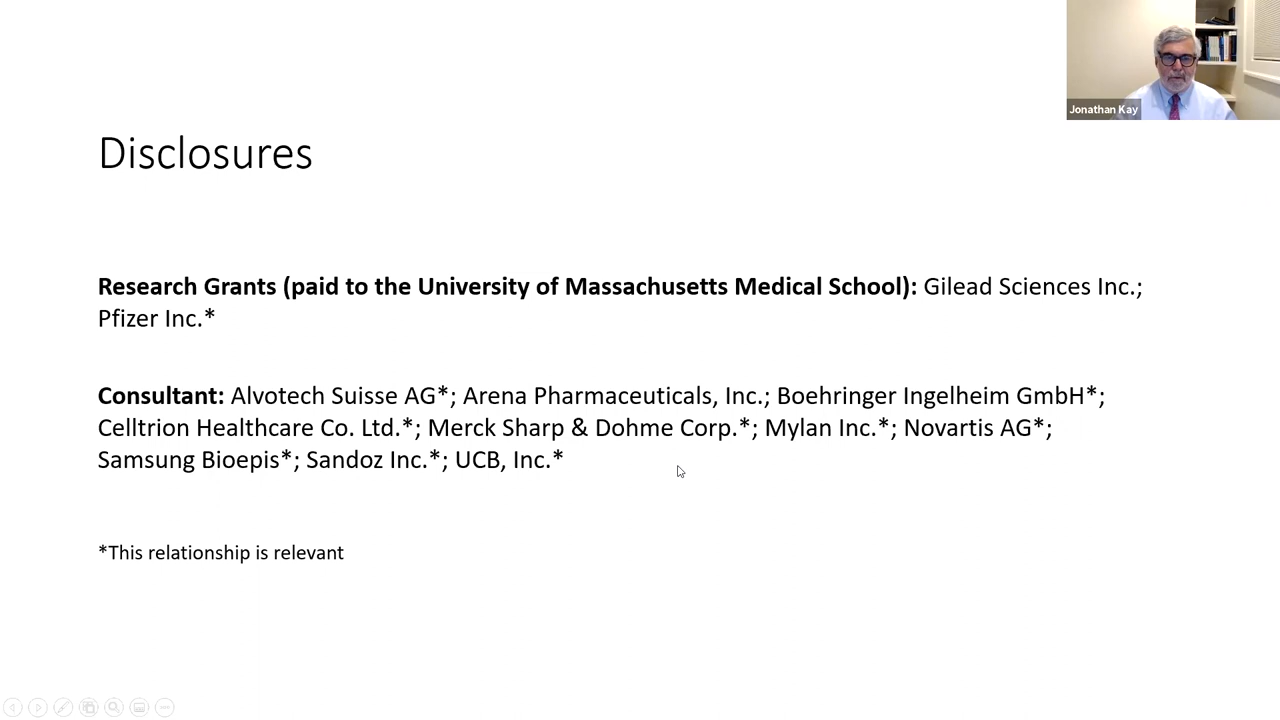 Jonathan Kay
Disclosures
Research Grants (paid to the University of Massachusetts Medical School): Gilead Sciences Inc.;
Pfizer Inc.*
Consultant: Alvotech Suisse AG*; Arena Pharmaceuticals, Inc.; Boehringer Ingelheim GmbH*;
Celltrion Healthcare Co. Ltd.*; Merck Sharp & Dohme Corp.*; Mylan Inc.*; Novartis AG*;
Samsung Bioepis*; Sandoz Inc.*; UCB, Inc.*
*This relationship is relevant